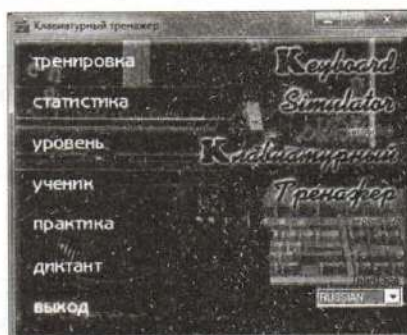 Клавиатурный тренажер
тренировка
статистика
уровень
ученик
практика
диктант
выход
Keyboard
Simulator
Клавиатурный
Тренажер
RUSSIAN